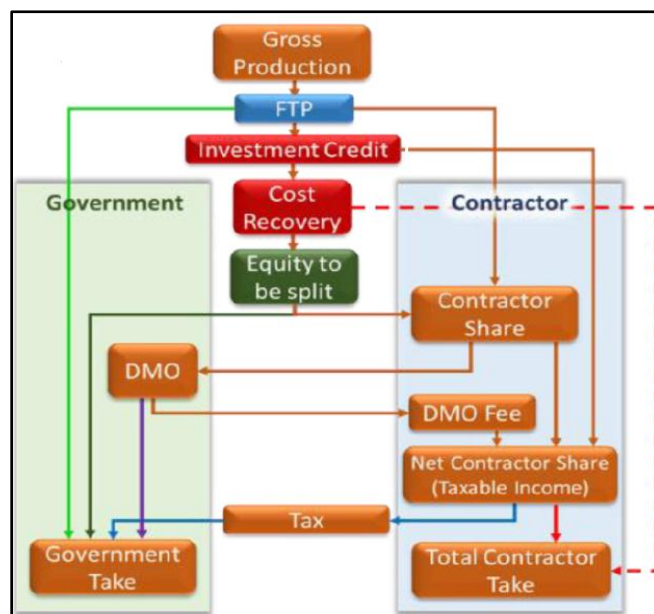 Gross
Production
FTP
Investment Credit
Government
Cost
Recovery
Contractor
Equity to
be split
Contractor
Share
DMO
DMO Fee
Net Contractor Share
(Taxable Income)
Tax
Government
Take
Total Contractor
Take